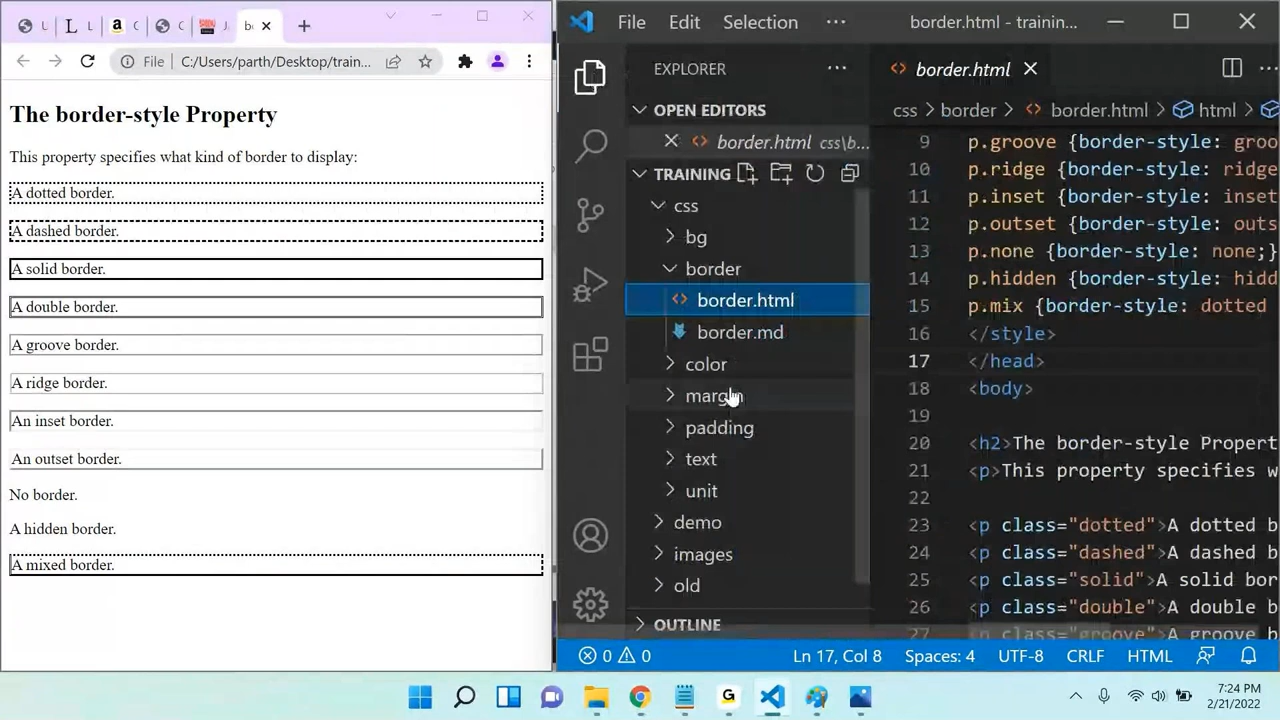 U
L
L
C
C
J
b
File C:/Users/parth/Desktop/train...
The border-style Property
This property specifies what kind of border to display:
A dotted border.
A dashed border.
A solid border.
A double border.
A groove border.
A ridge border.
An inset border.
An outset border.
No border.
A hidden border.
A mixed border.
File Edit Selection ··· border.html - training...
EXPLORER ···
OPEN EDITORS
border.html css\b...
TRAINING
css
bg
border
border.html
border.md
color
margin
padding
text
unit
demo
images
old
OUTLINE
border.html
css > border > border.html > html >
9 p.groove {border-style: groo
10 p.ridge {border-style: ridge
11 p.inset {border-style: inset
12 p.outset {border-style: outs
13 p.none {border-style: none;}
14 p.hidden {border-style: hidd
15 p.mix {border-style: dotted
16 </style>
17 </head>
18 <body>
19
20 <h2>The border-style Propert
21 <p>This property specifies w
22
23 <p class="dotted">A dotted b
24 <p class="dashed">A dashed b
25 <p class="solid">A solid bor
26 <p class="double">A double b
27 <p class="groove">A groove b
0 0 Ln 17, Col 8 Spaces: 4 UTF-8 CRLF HTML
G
7:24 PM
2/21/2022